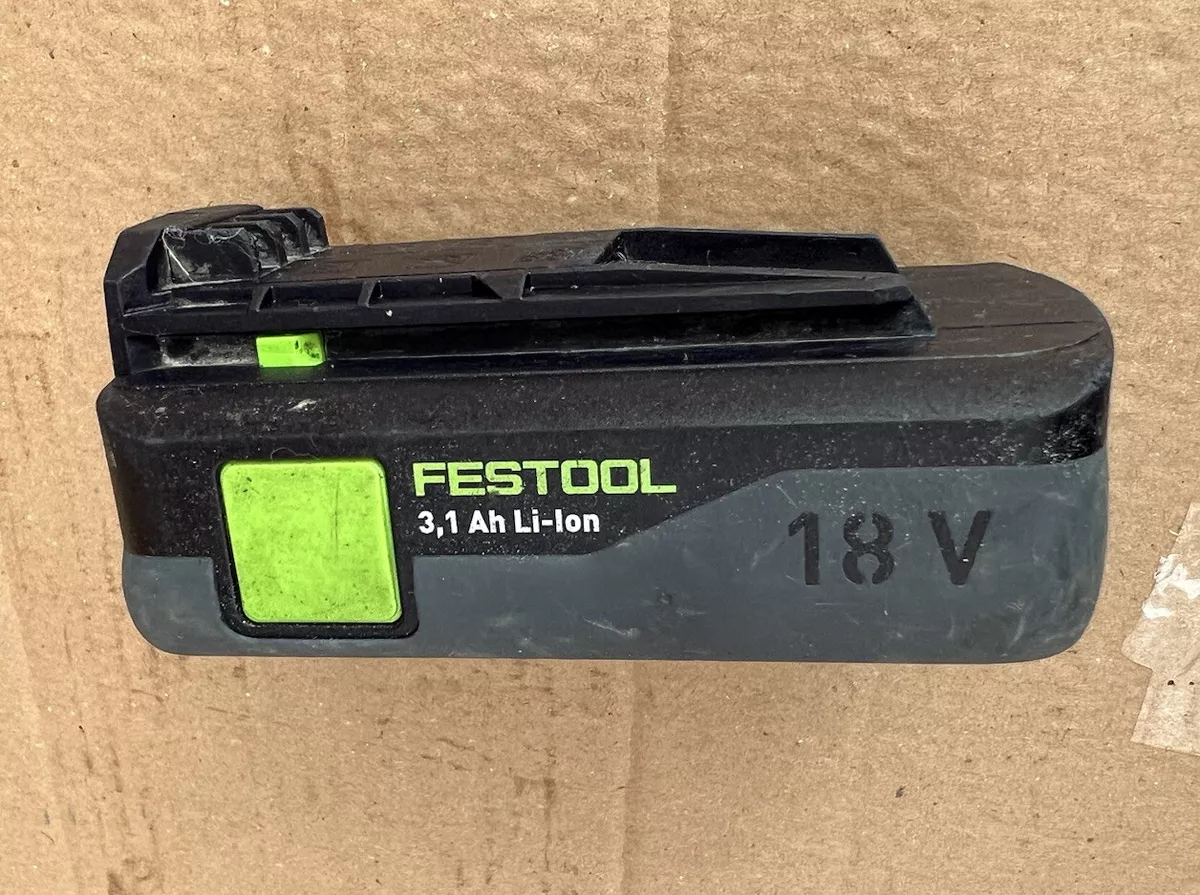 FESTOOL
3,1 Ah Li-Ion
18 V